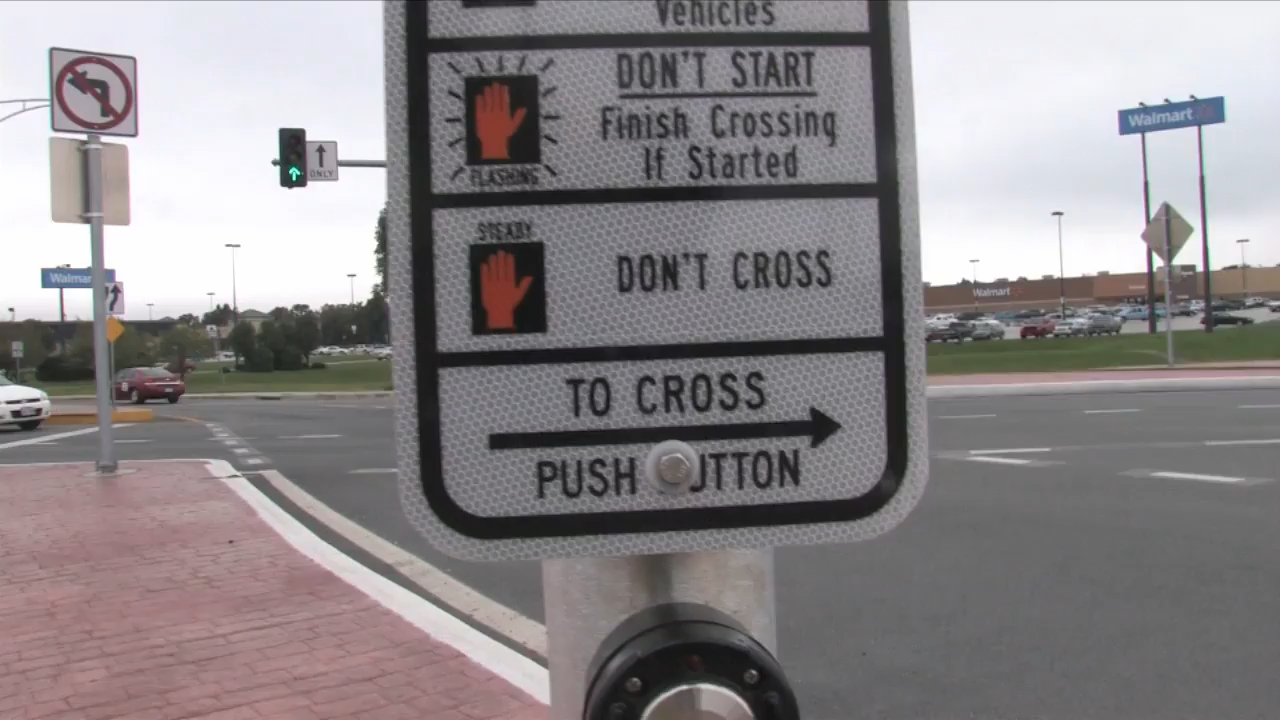 Vehicles
DON'T START
Finish Crossing
If Started
FLASHING
STEADY
DON'T CROSS
TO CROSS
PUSH UTTON
ONLY
Walmart
Walmart
Walmart